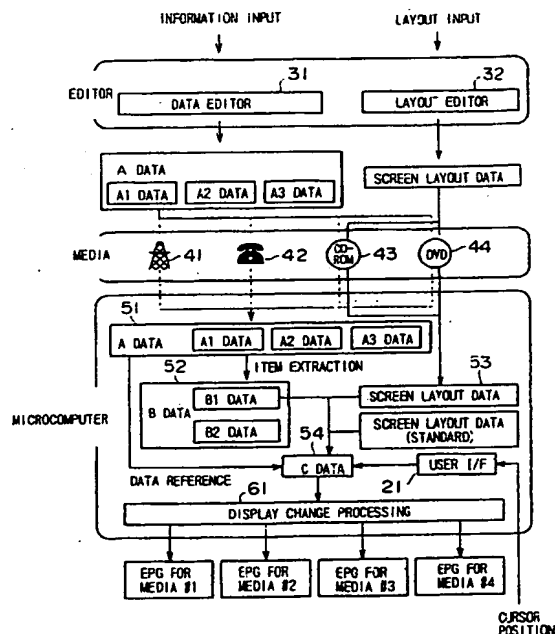 INFORMATION INPUT
LAYOUT INPUT
31
32
EDITOR
DATA EDITOR
LAYOUT EDITOR
A DATA
A1 DATA
A2 DATA
A3 DATA
SCREEN LAYOUT DATA
MEDIA
41
42
CD-
ROM
43
DVD
44
51
A DATA
A1 DATA
A2 DATA
A3 DATA
ITEM EXTRACTION
52
53
B DATA
B1 DATA
B2 DATA
SCREEN LAYOUT DATA
MICROCOMPUTER
SCREEN LAYOUT DATA
(STANDARD)
54
C DATA
USER I/F
21
DATA REFERENCE
61
DISPLAY CHANGE PROCESSING
EPG FOR
MEDIA #1
EPG FOR
MEDIA #2
EPG FOR
MEDIA #3
EPG FOR
MEDIA #4
CURSOR
POSITION